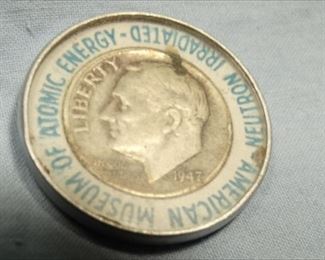 AMERICAN MUSEUM OF ATOMIC ENERGY - NEUTRON IRRADIATED
LIBERTY
1947